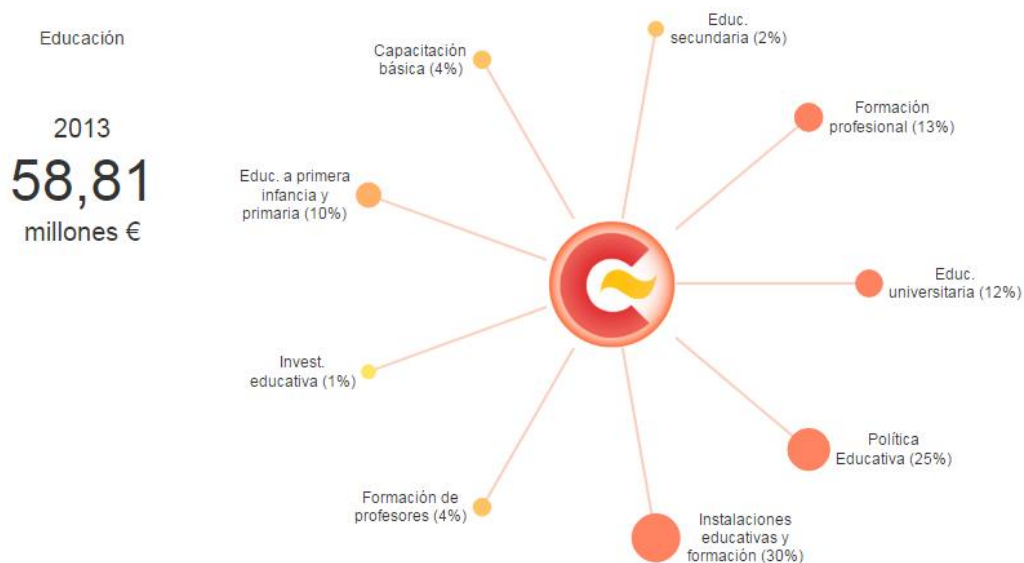 Educación
2013
58,81
millones €
Educ.
secundaria (2%)
Capacitación
básica (4%)
Formación
profesional (13%)
Educ. a primera
infancia y
primaria (10%)
Educ.
universitaria (12%)
Invest.
educativa (1%)
Política
Educativa (25%)
Formación de
profesores (4%)
Instalaciones
educativas y
formación (30%)